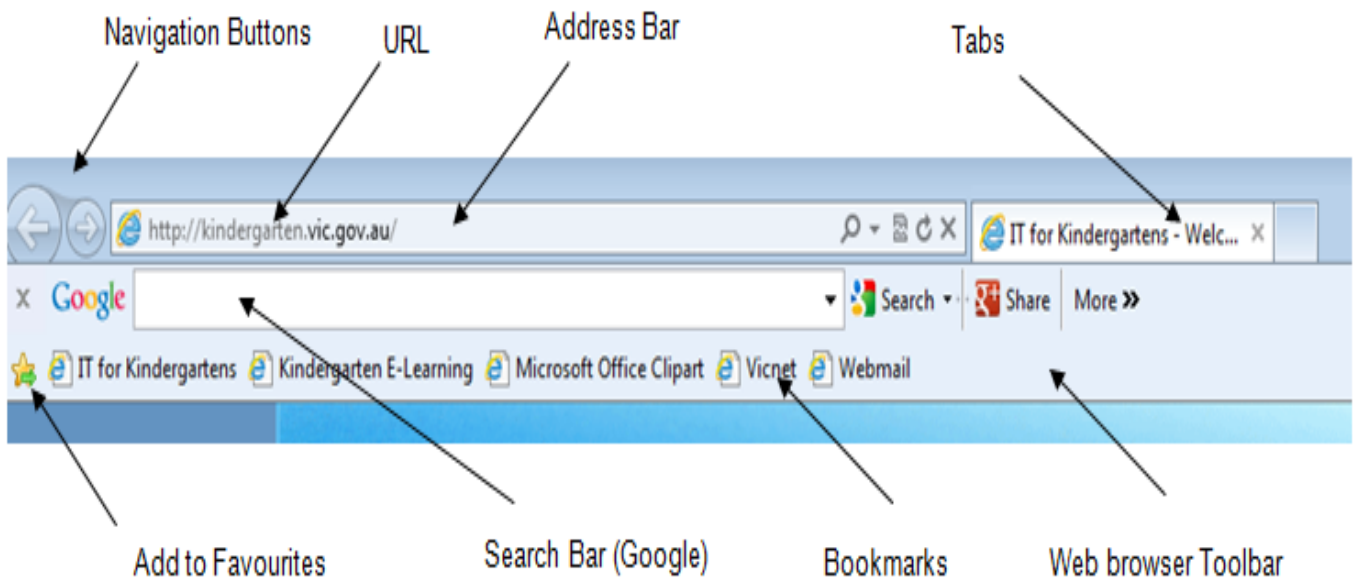 Navigation Buttons URL Address Bar Tabs
http://kindergarten.vic.gov.au/ IT for Kindergartens - Welc...
Google Search Share More »
IT for Kindergartens Kindergarten E-Learning Microsoft Office Clipart Vicnet Webmail
Add to Favourites Search Bar (Google) Bookmarks Web browser Toolbar